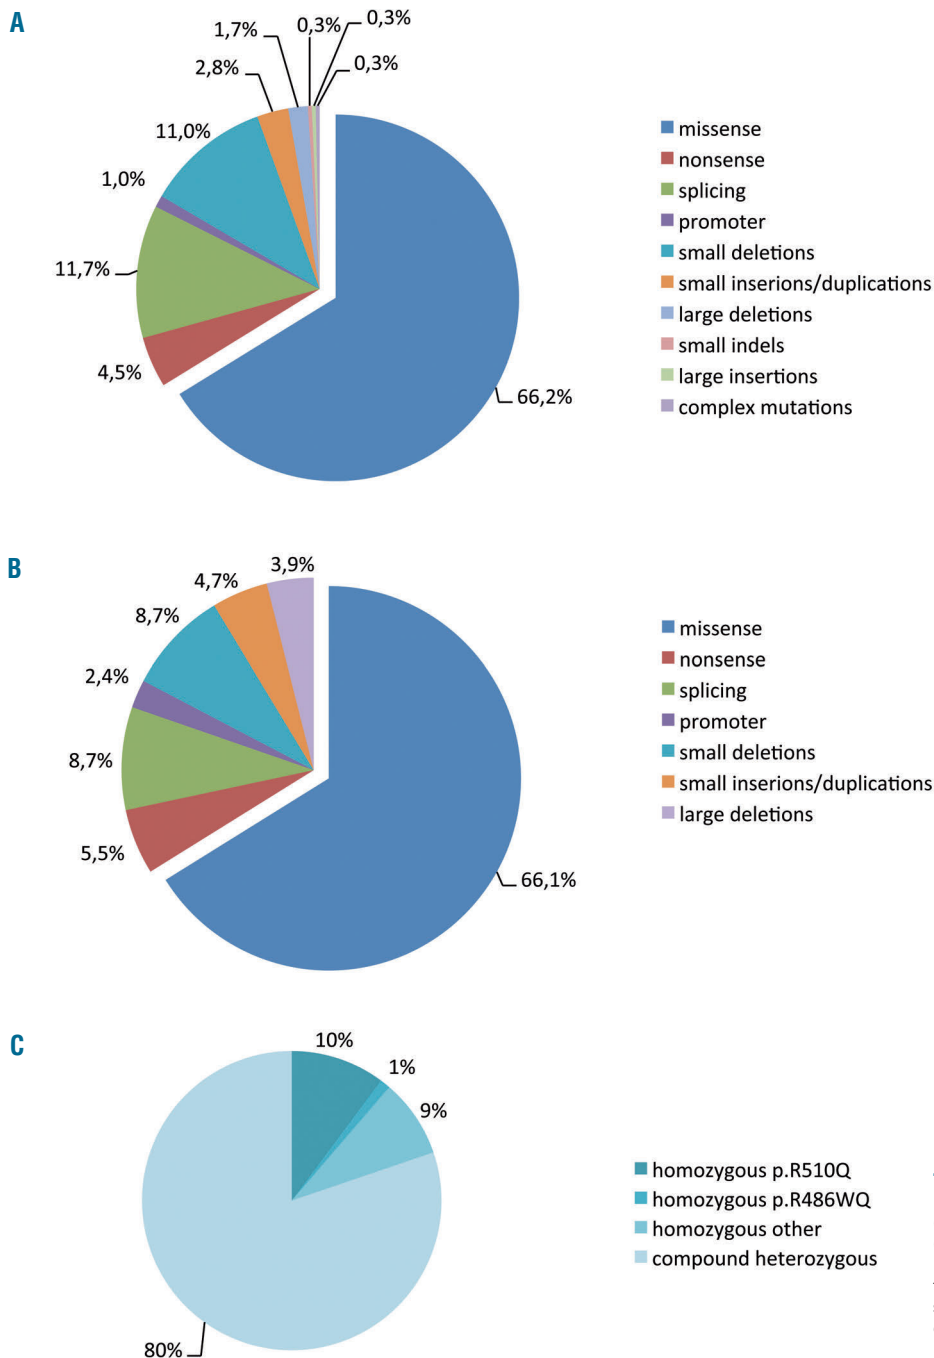 A
1,7%
0,3%
0,3%
2,8%
0,3%
11,0%
1,0%
11,7%
4,5%
66,2%
missense
nonsense
splicing
promoter
small deletions
small inserions/duplications
large deletions
small indels
large insertions
complex mutations
B
3,9%
4,7%
8,7%
2,4%
8,7%
5,5%
66,1%
missense
nonsense
splicing
promoter
small deletions
small inserions/duplications
large deletions
C
10%
1%
9%
80%
homozygous p.R510Q
homozygous p.R486WQ
homozygous other
compound heterozygous